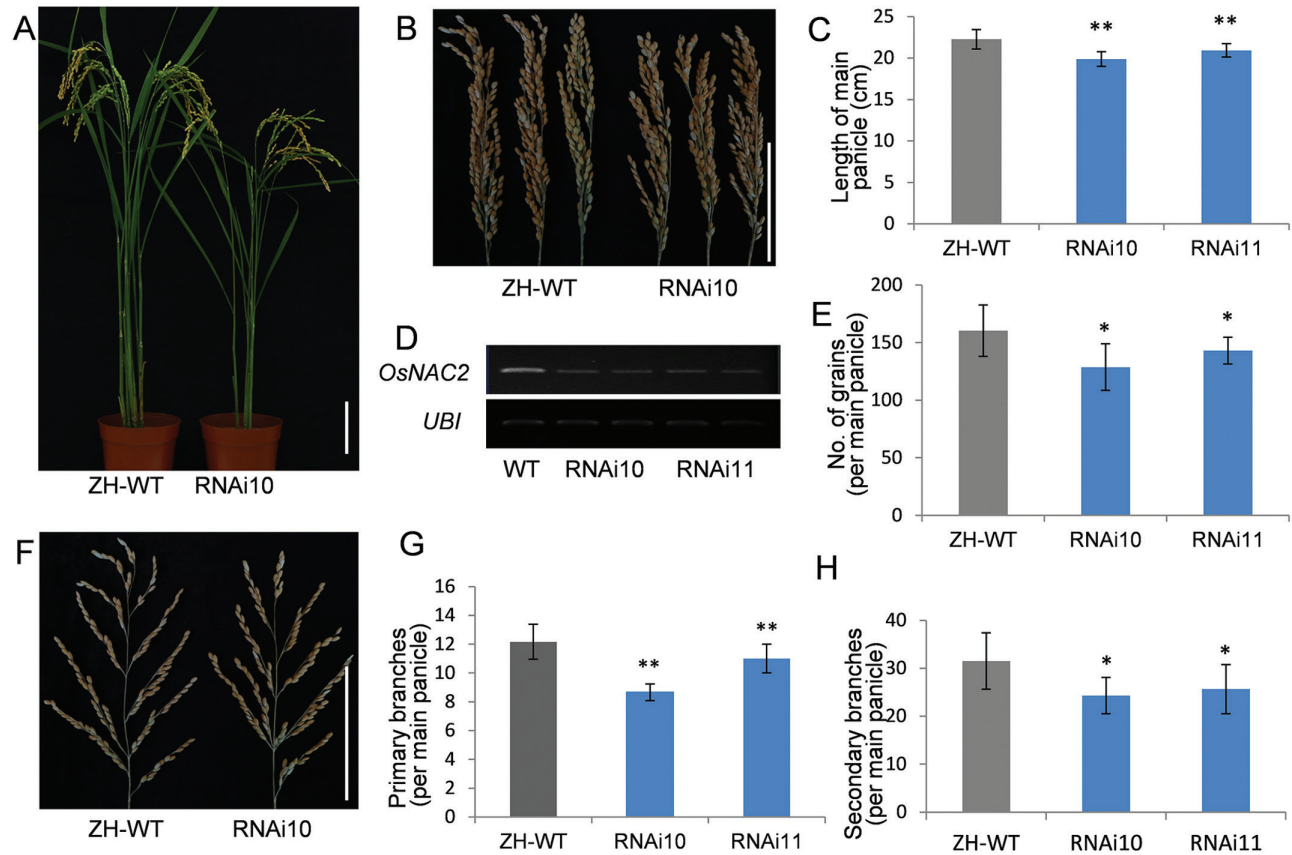 A
ZH-WT RNAi10
B
ZH-WT RNAi10
C
Length of main
panicle (cm)
25
20
15
10
5
0
**
**
ZH-WT RNAi10 RNAi11
D
OsNAC2
UBI
WT RNAi10 RNAi11
E
No. of grains
(per main panicle)
200
150
100
50
0
*
*
ZH-WT RNAi10 RNAi11
F
ZH-WT RNAi10
G
Primary branches
(per main panicle)
16
14
12
10
8
6
4
2
0
**
**
ZH-WT RNAi10 RNAi11
H
Secondary branches
(per main panicle)
40
30
20
10
0
*
*
ZH-WT RNAi10 RNAi11